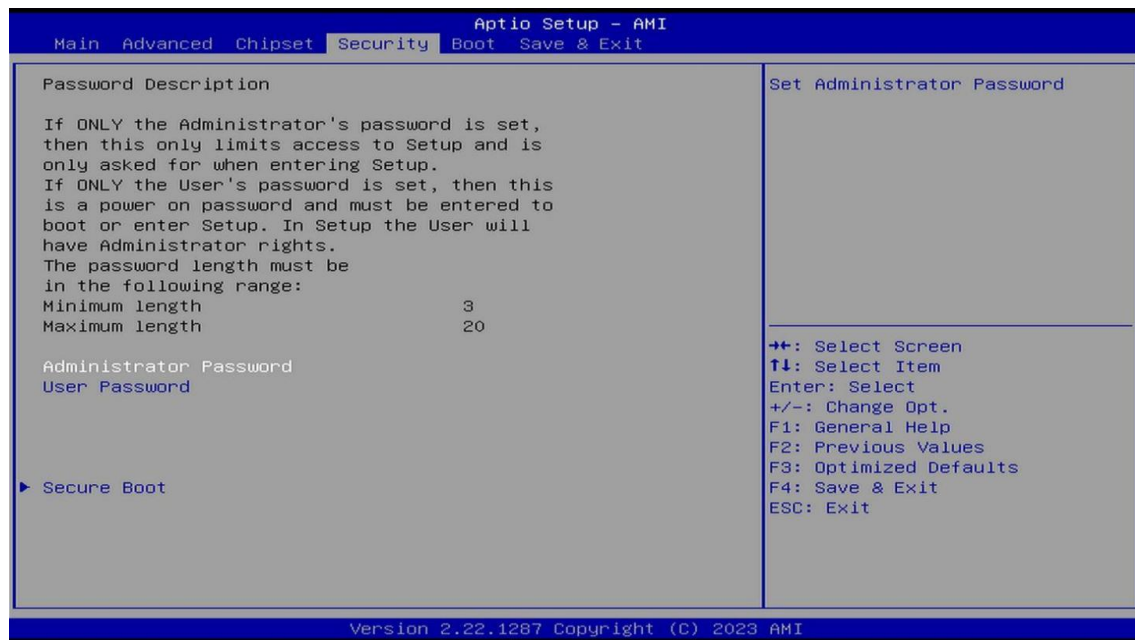 Aptio Setup – AMI
Main Advanced Chipset Security Boot Save & Exit
Password Description
If ONLY the Administrator's password is set,
then this only limits access to Setup and is
only asked for when entering Setup.
If ONLY the User's password is set, then this
is a power on password and must be entered to
boot or enter Setup. In Setup the User will
have Administrator rights.
The password length must be
in the following range:
Minimum length 3
Maximum length 20
Administrator Password
User Password
▶ Secure Boot
Set Administrator Password
→←: Select Screen
↑↓: Select Item
Enter: Select
+/-: Change Opt.
F1: General Help
F2: Previous Values
F3: Optimized Defaults
F4: Save & Exit
ESC: Exit
Version 2.22.1287 Copyright (C) 2023 AMI